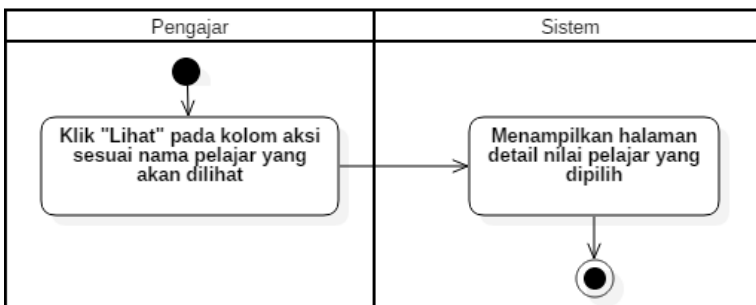 Pengajar
Sistem
Klik "Lihat" pada kolom aksi
sesuai nama pelajar yang
akan dilihat
Menampilkan halaman
detail nilai pelajar yang
dipilih